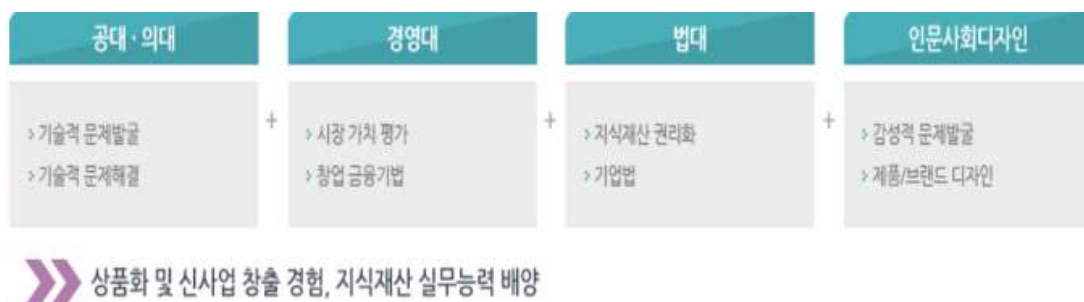 공대 · 의대
> 기술적 문제발굴
> 기술적 문제해결
+
경영대
> 시장 가치 평가
> 창업 금융기법
+
법대
> 지식재산 권리화
> 기업법
+
인문사회디자인
> 감성적 문제발굴
> 제품/브랜드 디자인
상품화 및 신사업 창출 경험, 지식재산 실무능력 배양